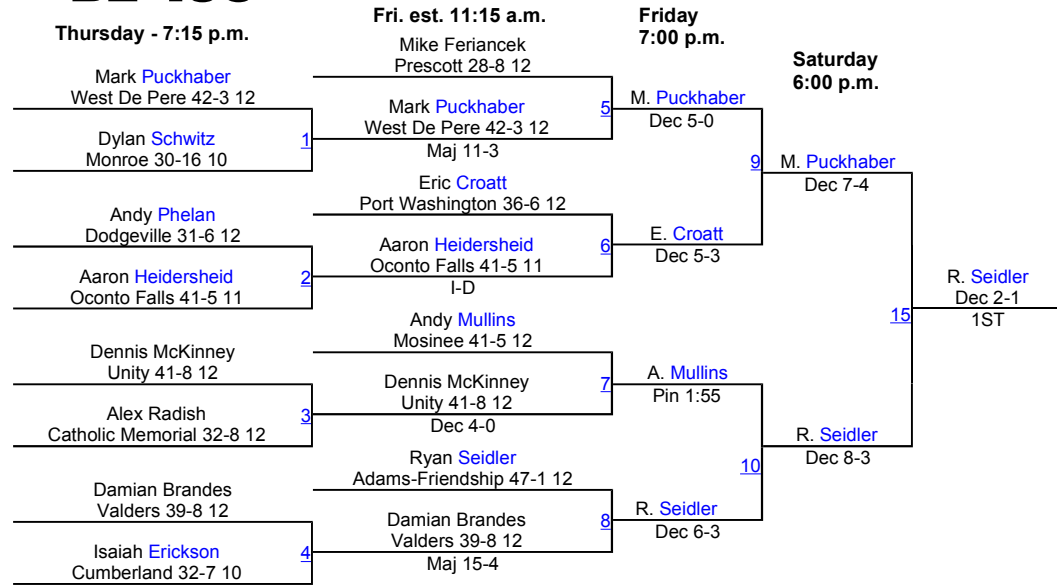 Thursday - 7:15 p.m.
Mark Puckhaber
West De Pere 42-3 12
Dylan Schwitz
Monroe 30-16 10
1
Andy Phelan
Dodgeville 31-6 12
Aaron Heidersheid
Oconto Falls 41-5 11
2
Dennis McKinney
Unity 41-8 12
Alex Radish
Catholic Memorial 32-8 12
3
Damian Brandes
Valders 39-8 12
Isaiah Erickson
Cumberland 32-7 10
4
Fri. est. 11:15 a.m.
Mike Feriancek
Prescott 28-8 12
Mark Puckhaber
West De Pere 42-3 12
Maj 11-3
5
Eric Croatt
Port Washington 36-6 12
Aaron Heidersheid
Oconto Falls 41-5 11
I-D
6
Andy Mullins
Mosinee 41-5 12
Dennis McKinney
Unity 41-8 12
Dec 4-0
7
Ryan Seidler
Adams-Friendship 47-1 12
Damian Brandes
Valders 39-8 12
Maj 15-4
8
Friday
7:00 p.m.
M. Puckhaber
Dec 5-0
9
E. Croatt
Dec 5-3
A. Mullins
Pin 1:55
10
R. Seidler
Dec 6-3
Saturday
6:00 p.m.
M. Puckhaber
Dec 7-4
R. Seidler
Dec 8-3
15
R. Seidler
Dec 2-1
1ST